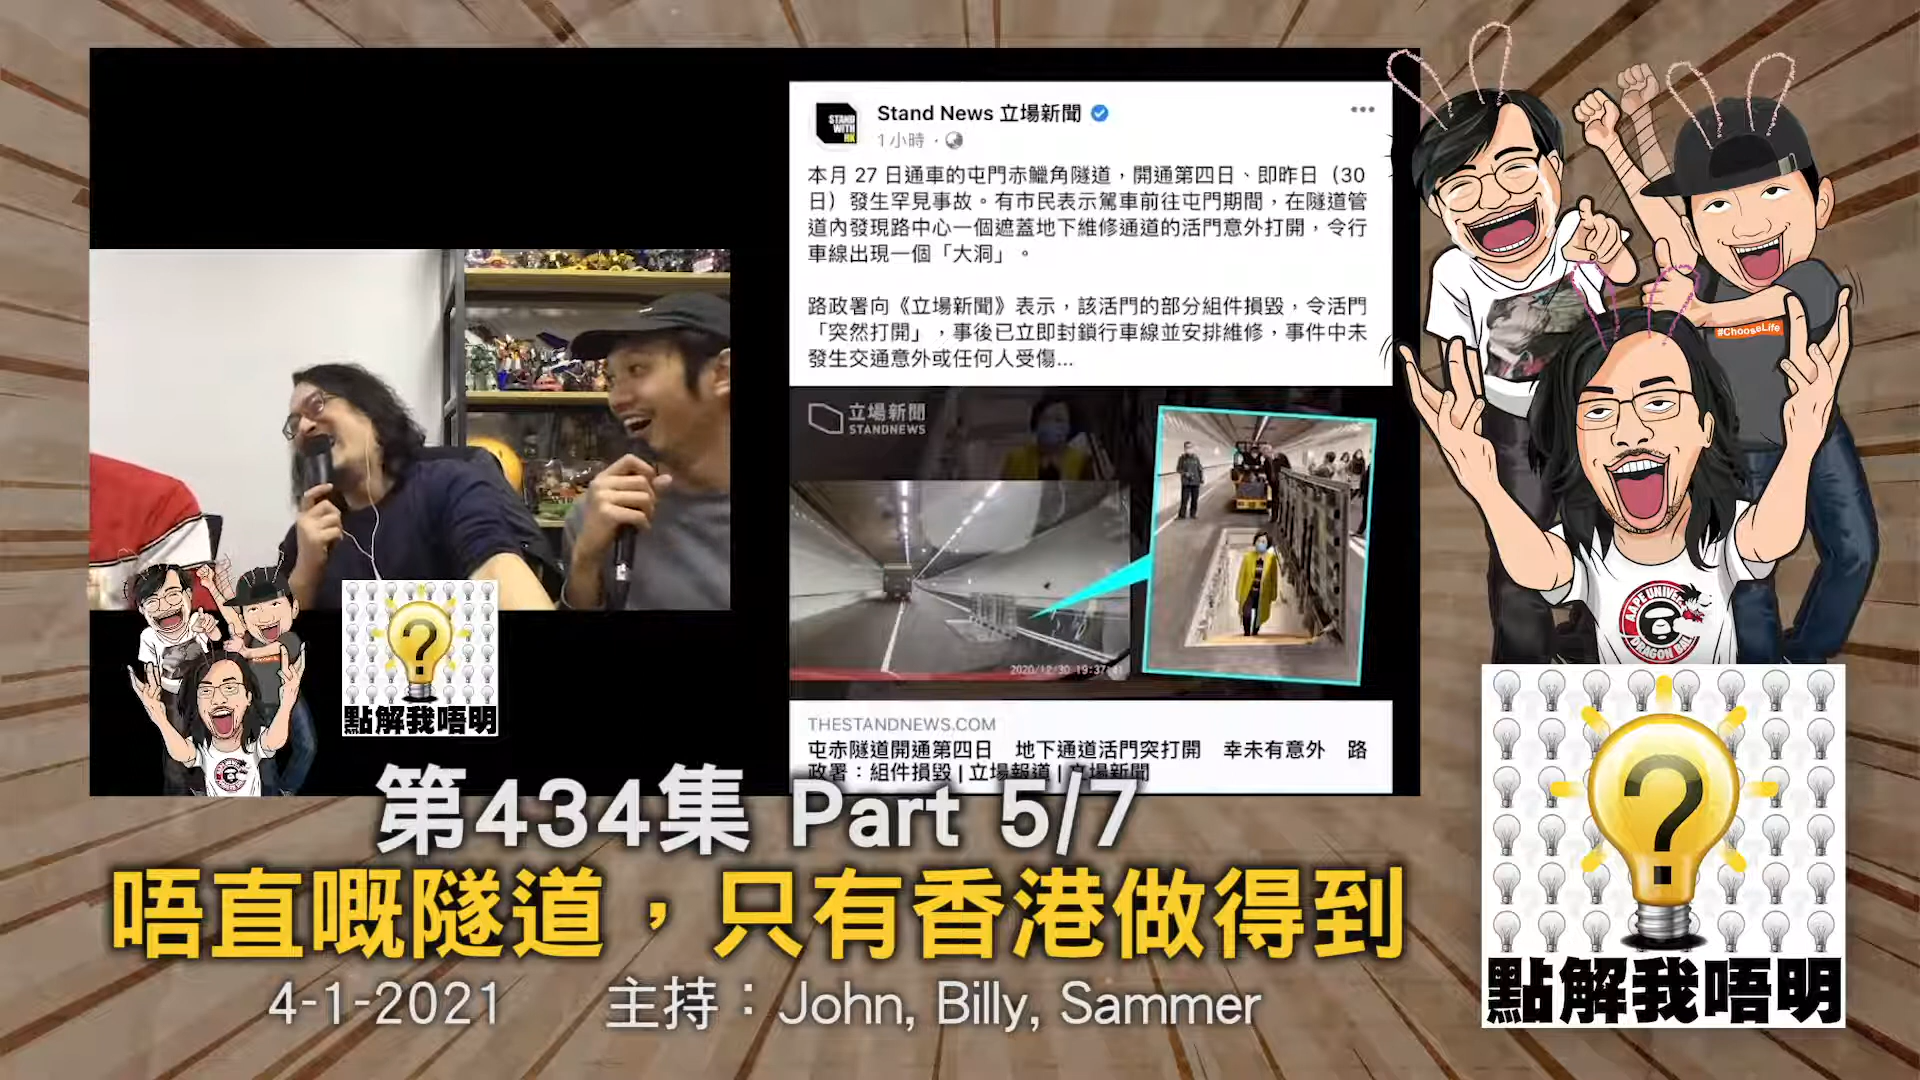 STAND
WITH
HK
Stand News 立場新聞
1小時
本月 27 日通車的屯門赤鱲角隧道，開通第四日、即昨日（30
日）發生罕見事故。有市民表示駕車前往屯門期間，在隧道管
道內發現路中心一個遮蓋地下維修通道的活門意外打開，令行
車線出現一個「大洞」。
路政署向《立場新聞》表示，該活門的部分組件損毀，令活門
「突然打開」，事後已立即封鎖行車線並安排維修，事件中未
發生交通意外或任何人受傷...
立場新聞
STANDNEWS
THESTANDNEWS.COM
屯赤隧道開通第四日 地下通道活門突打開 幸未有意外 路
政署：組件損毀 | 立場報道 | 立場新聞
點解我唔明
第434集 Part 5/7
唔直嘅隧道，只有香港做得到
4-1-2021 主持：John, Billy, Sammer
#ChooseLife
AAPE UNIVER
DRAGON BALL
點解我唔明